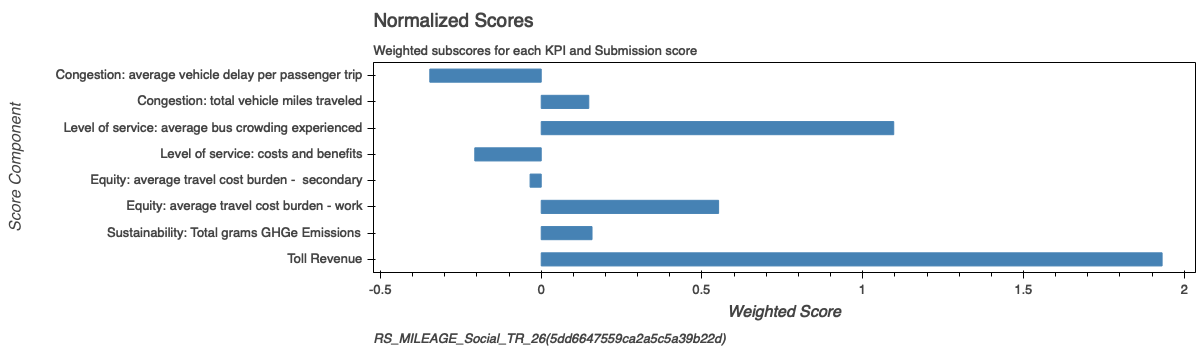 Normalized Scores
Weighted subscores for each KPI and Submission score
Score Component
Congestion: average vehicle delay per passenger trip
Congestion: total vehicle miles traveled
Level of service: average bus crowding experienced
Level of service: costs and benefits
Equity: average travel cost burden -  secondary
Equity: average travel cost burden - work
Sustainability: Total grams GHGe Emissions
Toll Revenue
-0.5 0 0.5 1 1.5 2
Weighted Score
RS_MILEAGE_Social_TR_26(5dd6647559ca2a5c5a39b22d)